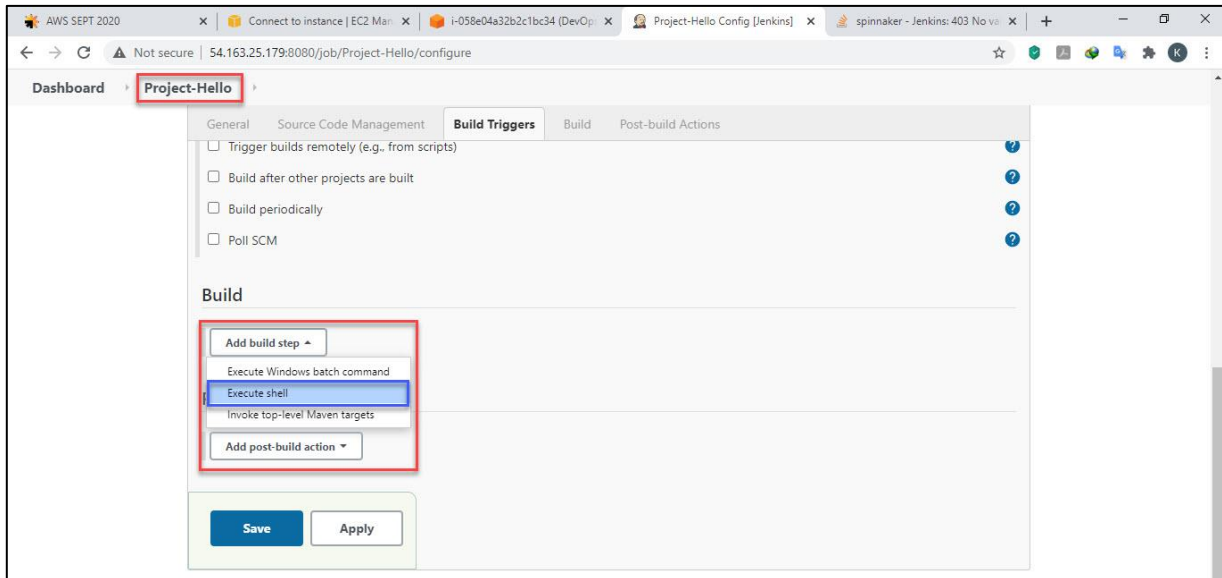 AWS SEPT 2020
Connect to instance | EC2 Man
i-058e04a32b2c1bc34 (DevOp
Project-Hello Config [Jenkins]
spinnaker - Jenkins: 403 No va
Not secure | 54.163.25.179:8080/job/Project-Hello/configure
K
Dashboard Project-Hello
General Source Code Management Build Triggers Build Post-build Actions
Trigger builds remotely (e.g., from scripts)
Build after other projects are built
Build periodically
Poll SCM
Build
Add build step
Execute Windows batch command
Execute shell
Invoke top-level Maven targets
Add post-build action
Save Apply